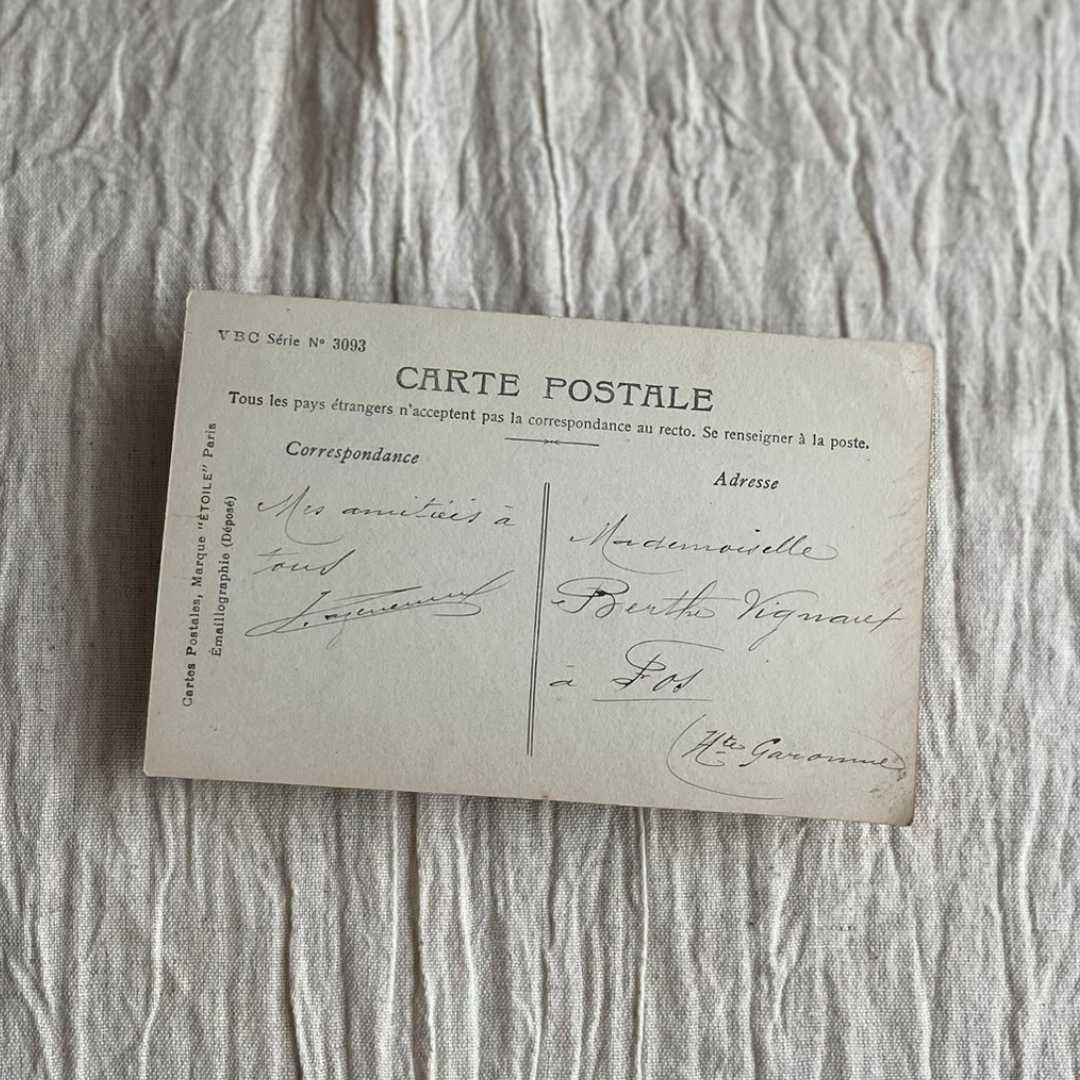 VBC Série Nº 3093
CARTE POSTALE
Tous les pays étrangers n'acceptent pas la correspondance au recto. Se renseigner à la poste.
Cartes Postales, Marque "ÉTOILE" Paris
Émaillographie (Déposé)
Correspondance
Mes amitiés à
tous
Adresse
Mademoiselle
Berthe Vignaux
à Fos
(Hte Garonne)